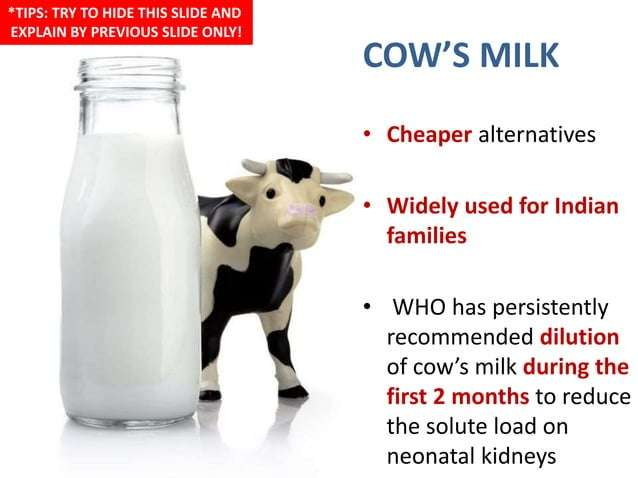 *TIPS: TRY TO HIDE THIS SLIDE AND
EXPLAIN BY PREVIOUS SLIDE ONLY!
COW’S MILK
• Cheaper alternatives
• Widely used for Indian
families
• WHO has persistently
recommended dilution
of cow’s milk during the
first 2 months to reduce
the solute load on
neonatal kidneys